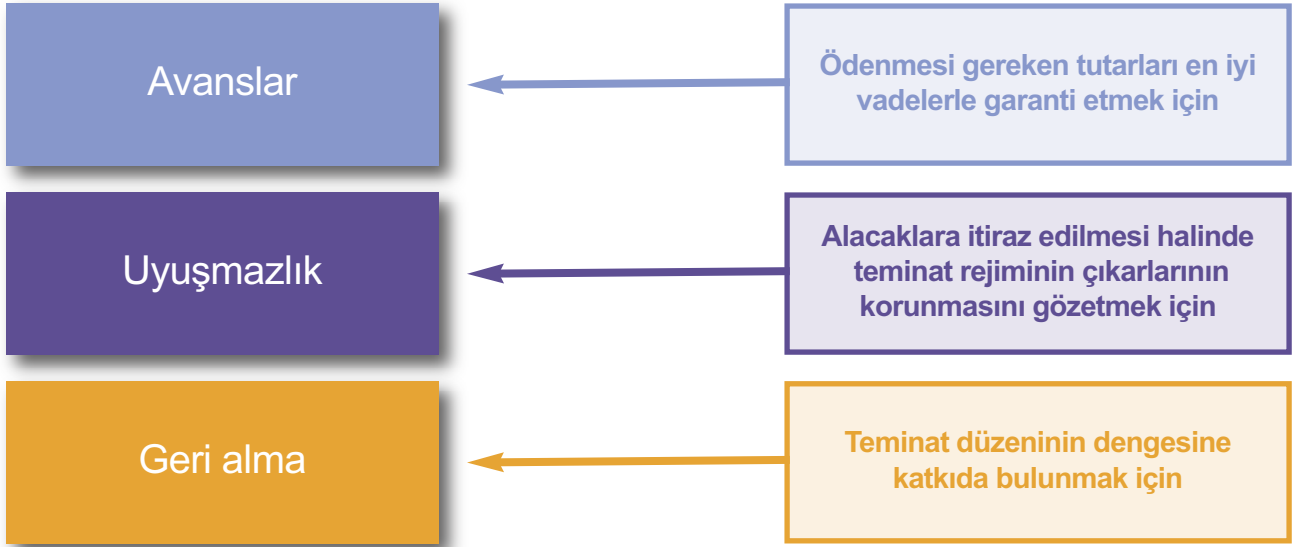 Avanslar
Ödenmesi gereken tutarları en iyi
vadelerle garanti etmek için
Uyuşmazlık
Alacaklara itiraz edilmesi halinde
teminat rejiminin çıkarlarının
korunmasını gözetmek için
Geri alma
Teminat düzeninin dengesine
katkıda bulunmak için